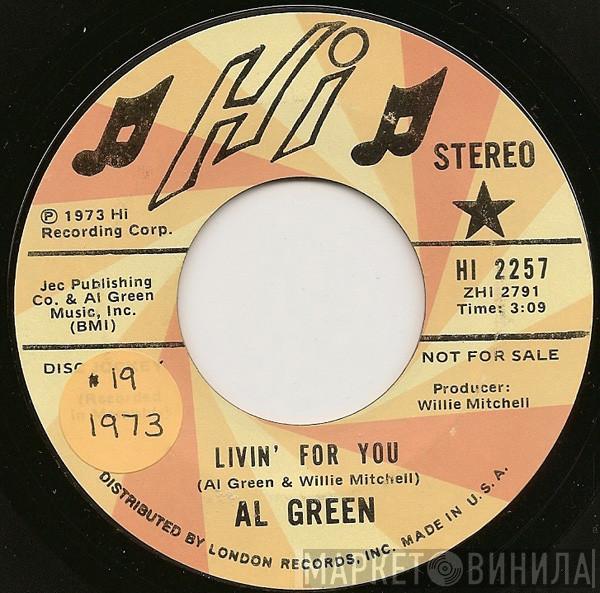 Hi
STEREO
℗ 1973 Hi
Recording Corp.
Jec Publishing
Co. & Al Green
Music, Inc.
(BMI)
HI 2257
ZHI 2791
Time: 3:09
NOT FOR SALE
Producer:
Willie Mitchell
DISC
(Recorded
#19
1973
LIVIN' FOR YOU
(Al Green & Willie Mitchell)
AL GREEN
DISTRIBUTED BY LONDON RECORDS, INC. MADE IN U.S.A.
МАРКЕТ ВИНИЛА